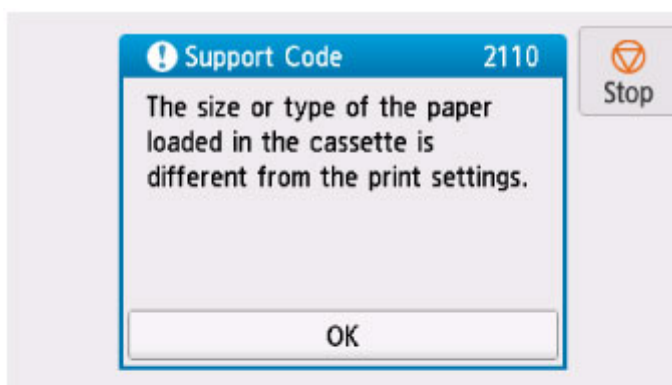 Support Code 2110
Stop
The size or type of the paper
loaded in the cassette is
different from the print settings.
OK